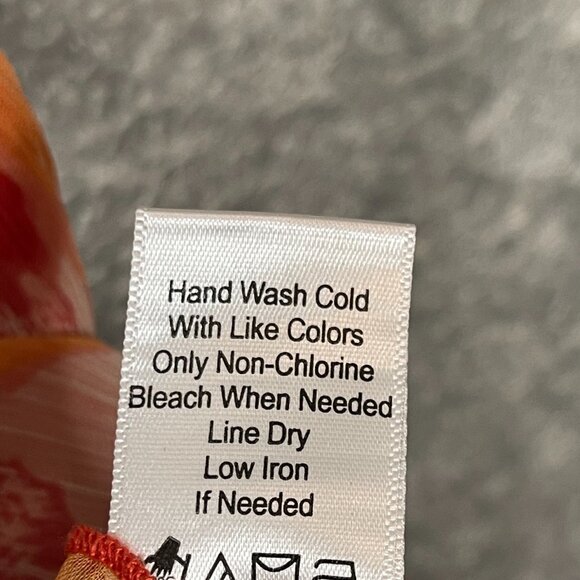 Hand Wash Cold
With Like Colors
Only Non-Chlorine
Bleach When Needed
Line Dry
Low Iron
If Needed